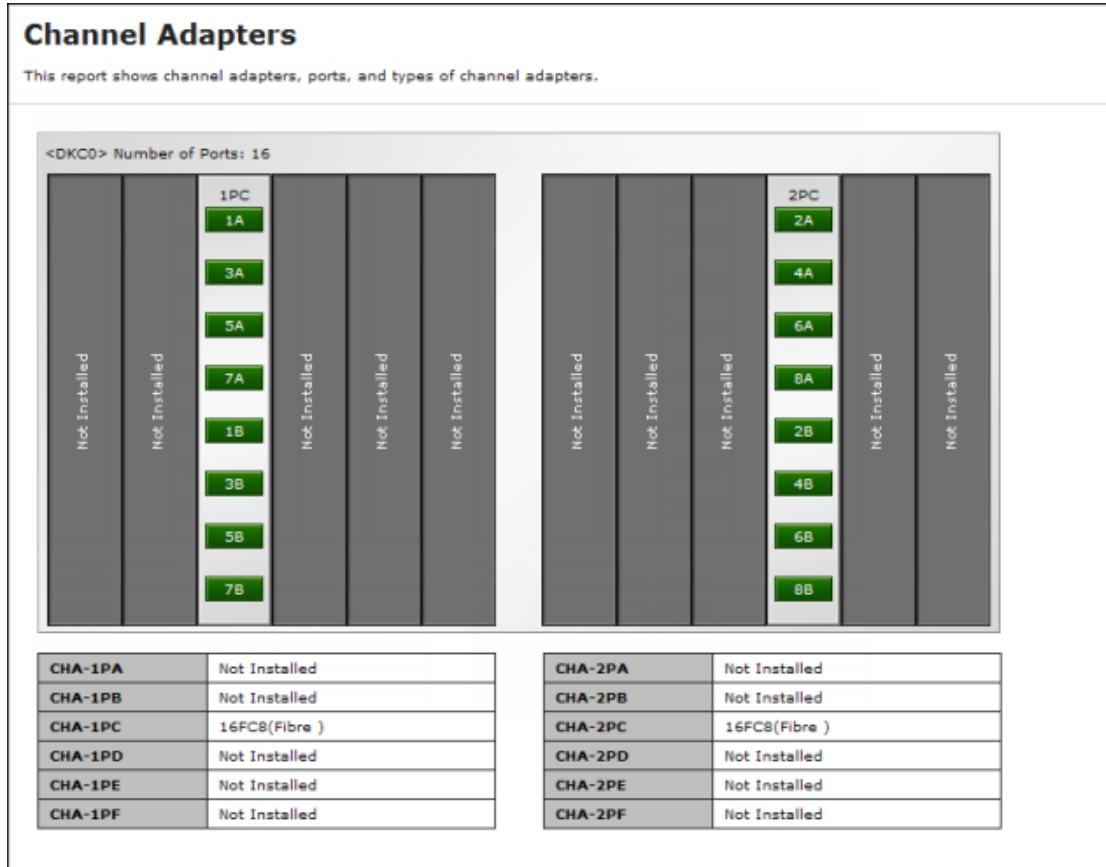 Channel Adapters
This report shows channel adapters, ports, and types of channel adapters.
<DKC0> Number of Ports: 16
Not Installed
Not Installed
1PC
1A
3A
5A
7A
1B
3B
5B
7B
Not Installed
Not Installed
Not Installed
Not Installed
Not Installed
Not Installed
2PC
2A
4A
6A
8A
2B
4B
6B
8B
Not Installed
Not Installed
CHA-1PA Not Installed
CHA-1PB Not Installed
CHA-1PC 16FC8(Fibre )
CHA-1PD Not Installed
CHA-1PE Not Installed
CHA-1PF Not Installed
CHA-2PA Not Installed
CHA-2PB Not Installed
CHA-2PC 16FC8(Fibre )
CHA-2PD Not Installed
CHA-2PE Not Installed
CHA-2PF Not Installed